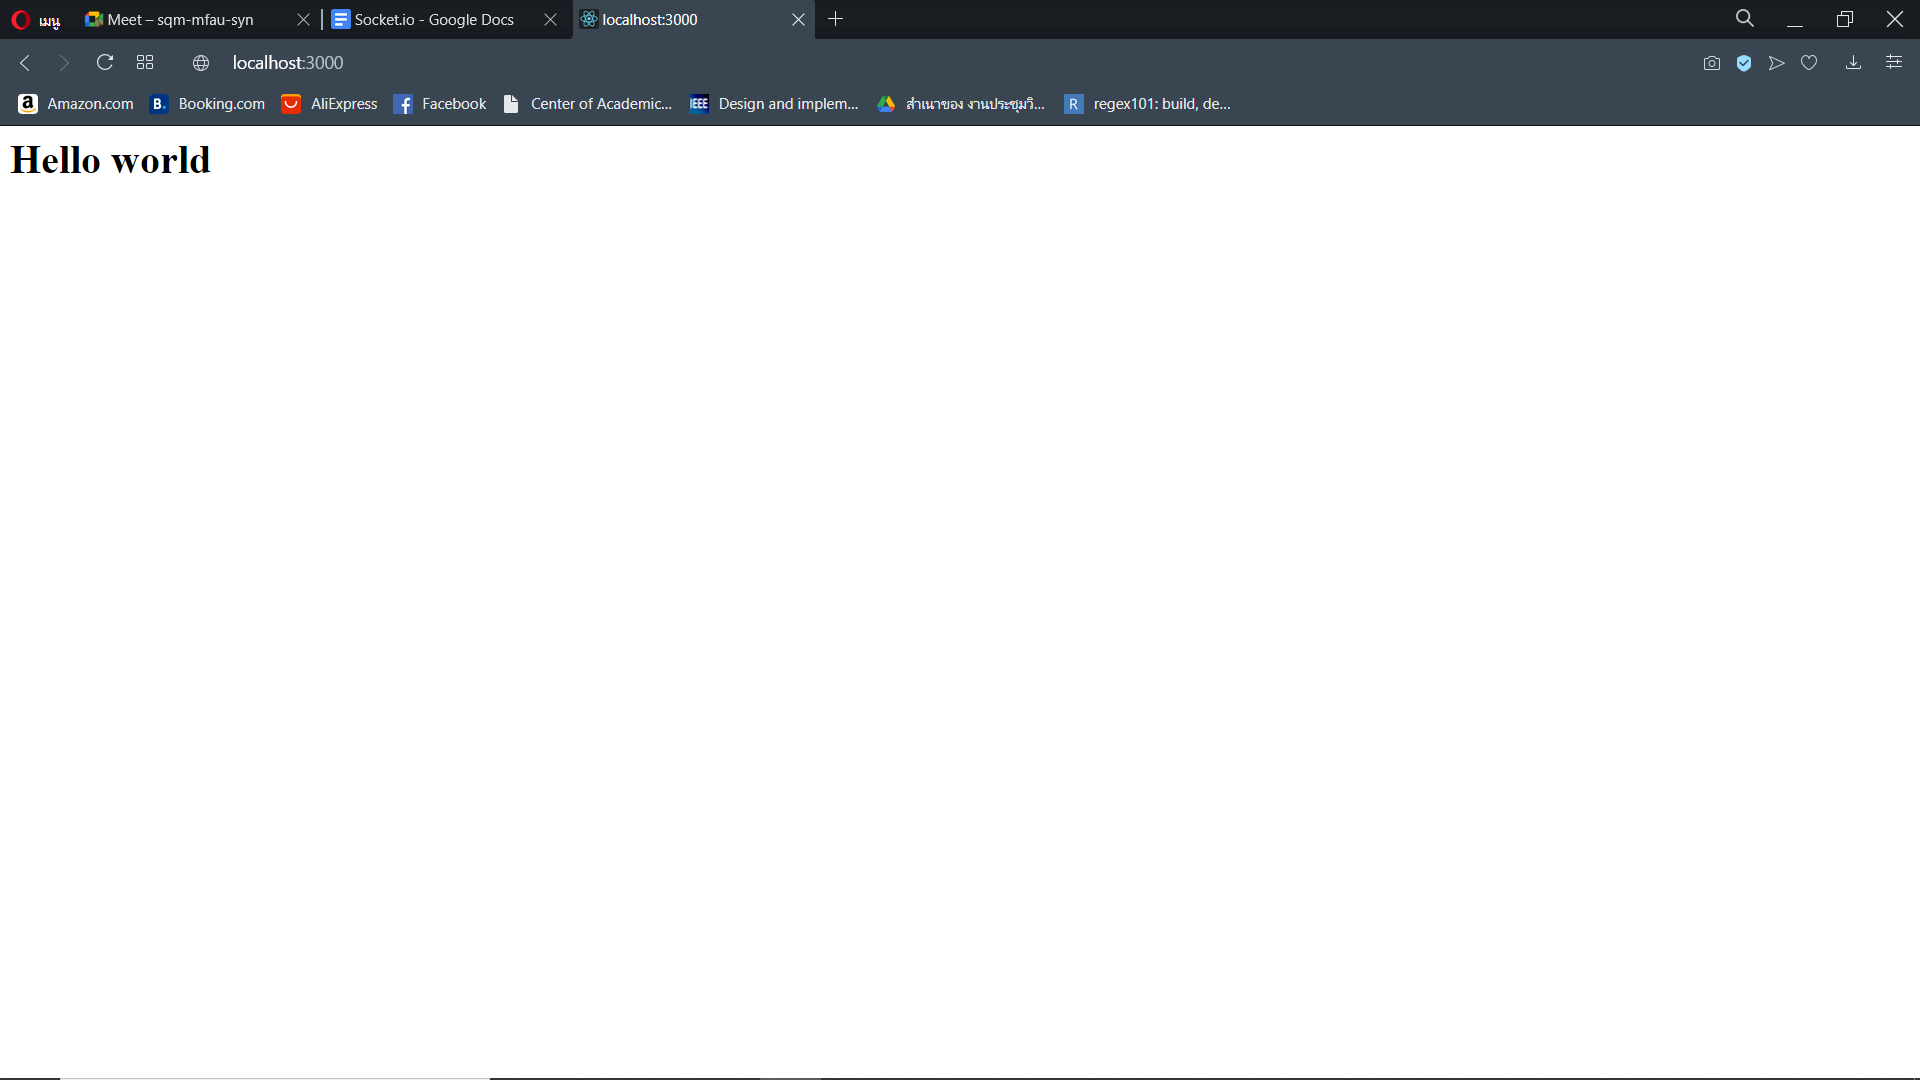 เมนู Meet – sqm-mfau-syn Socket.io - Google Docs localhost:3000
localhost:3000
a Amazon.com B. Booking.com AliExpress f Facebook Center of Academic... IEEE Design and implem... สำเนาของ งานประชุมวิ... R regex101: build, de...
Hello world